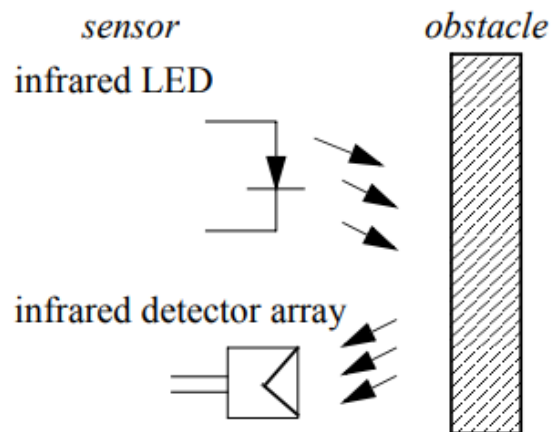 sensor
obstacle
infrared LED
infrared detector array